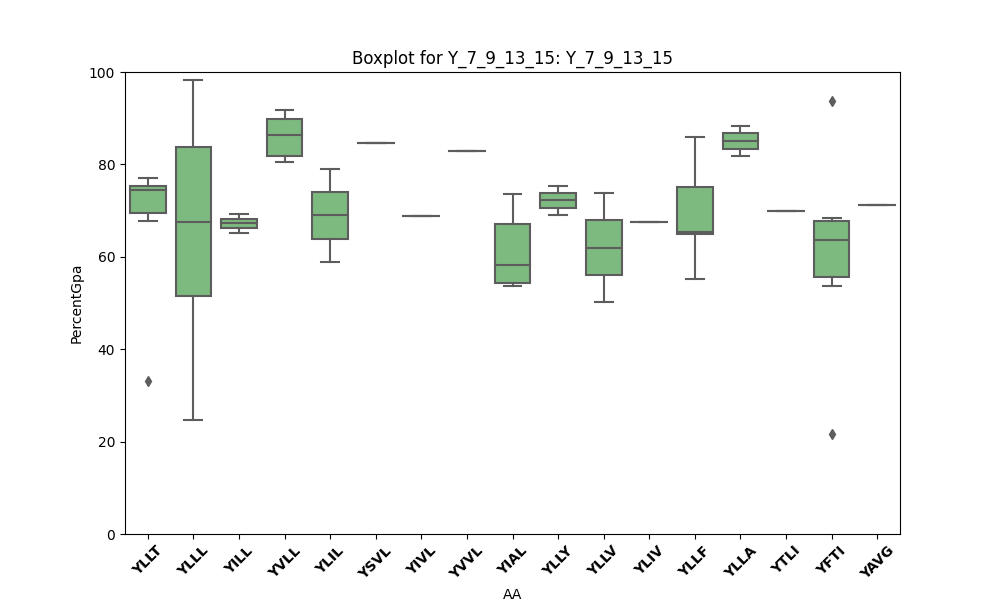 Boxplot for Y_7_9_13_15: Y_7_9_13_15
100
80
60
40
20
0
PercentGpa
YLLT YLLL YILL YVLL YLIL YSVL YIVL YVVL YIAL YLLY YLLV YLIV YLLF YLLA YTLI YFTI YAVG
AA